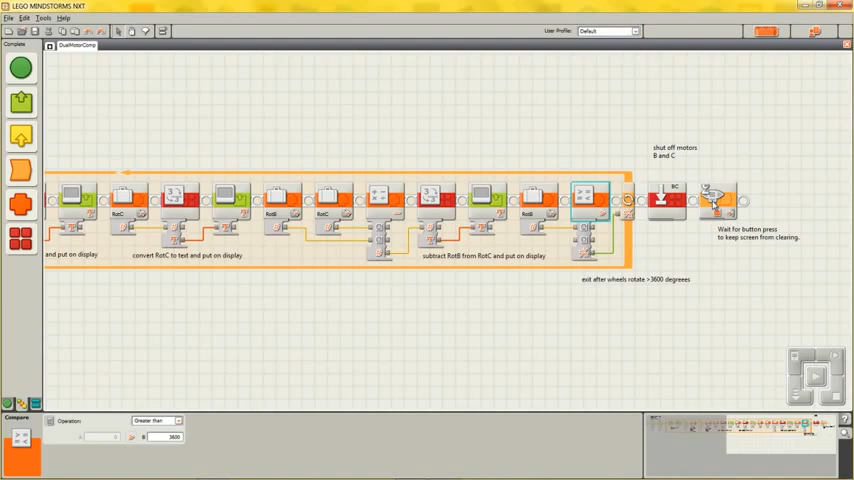 LEGO MINDSTORMS NXT
File Edit Tools Help
User Profile: Default
Complete
DualMotorComp
shut off motors
B and C
RotC
RotB
RotC
RotB
BC
and put on display
convert RotC to text and put on display
subtract RotB from RotC and put on display
Wait for button press
to keep screen from clearing.
exit after wheels rotate >3600 degreees
Compare
Operation: Greater than
A 0 B 3600